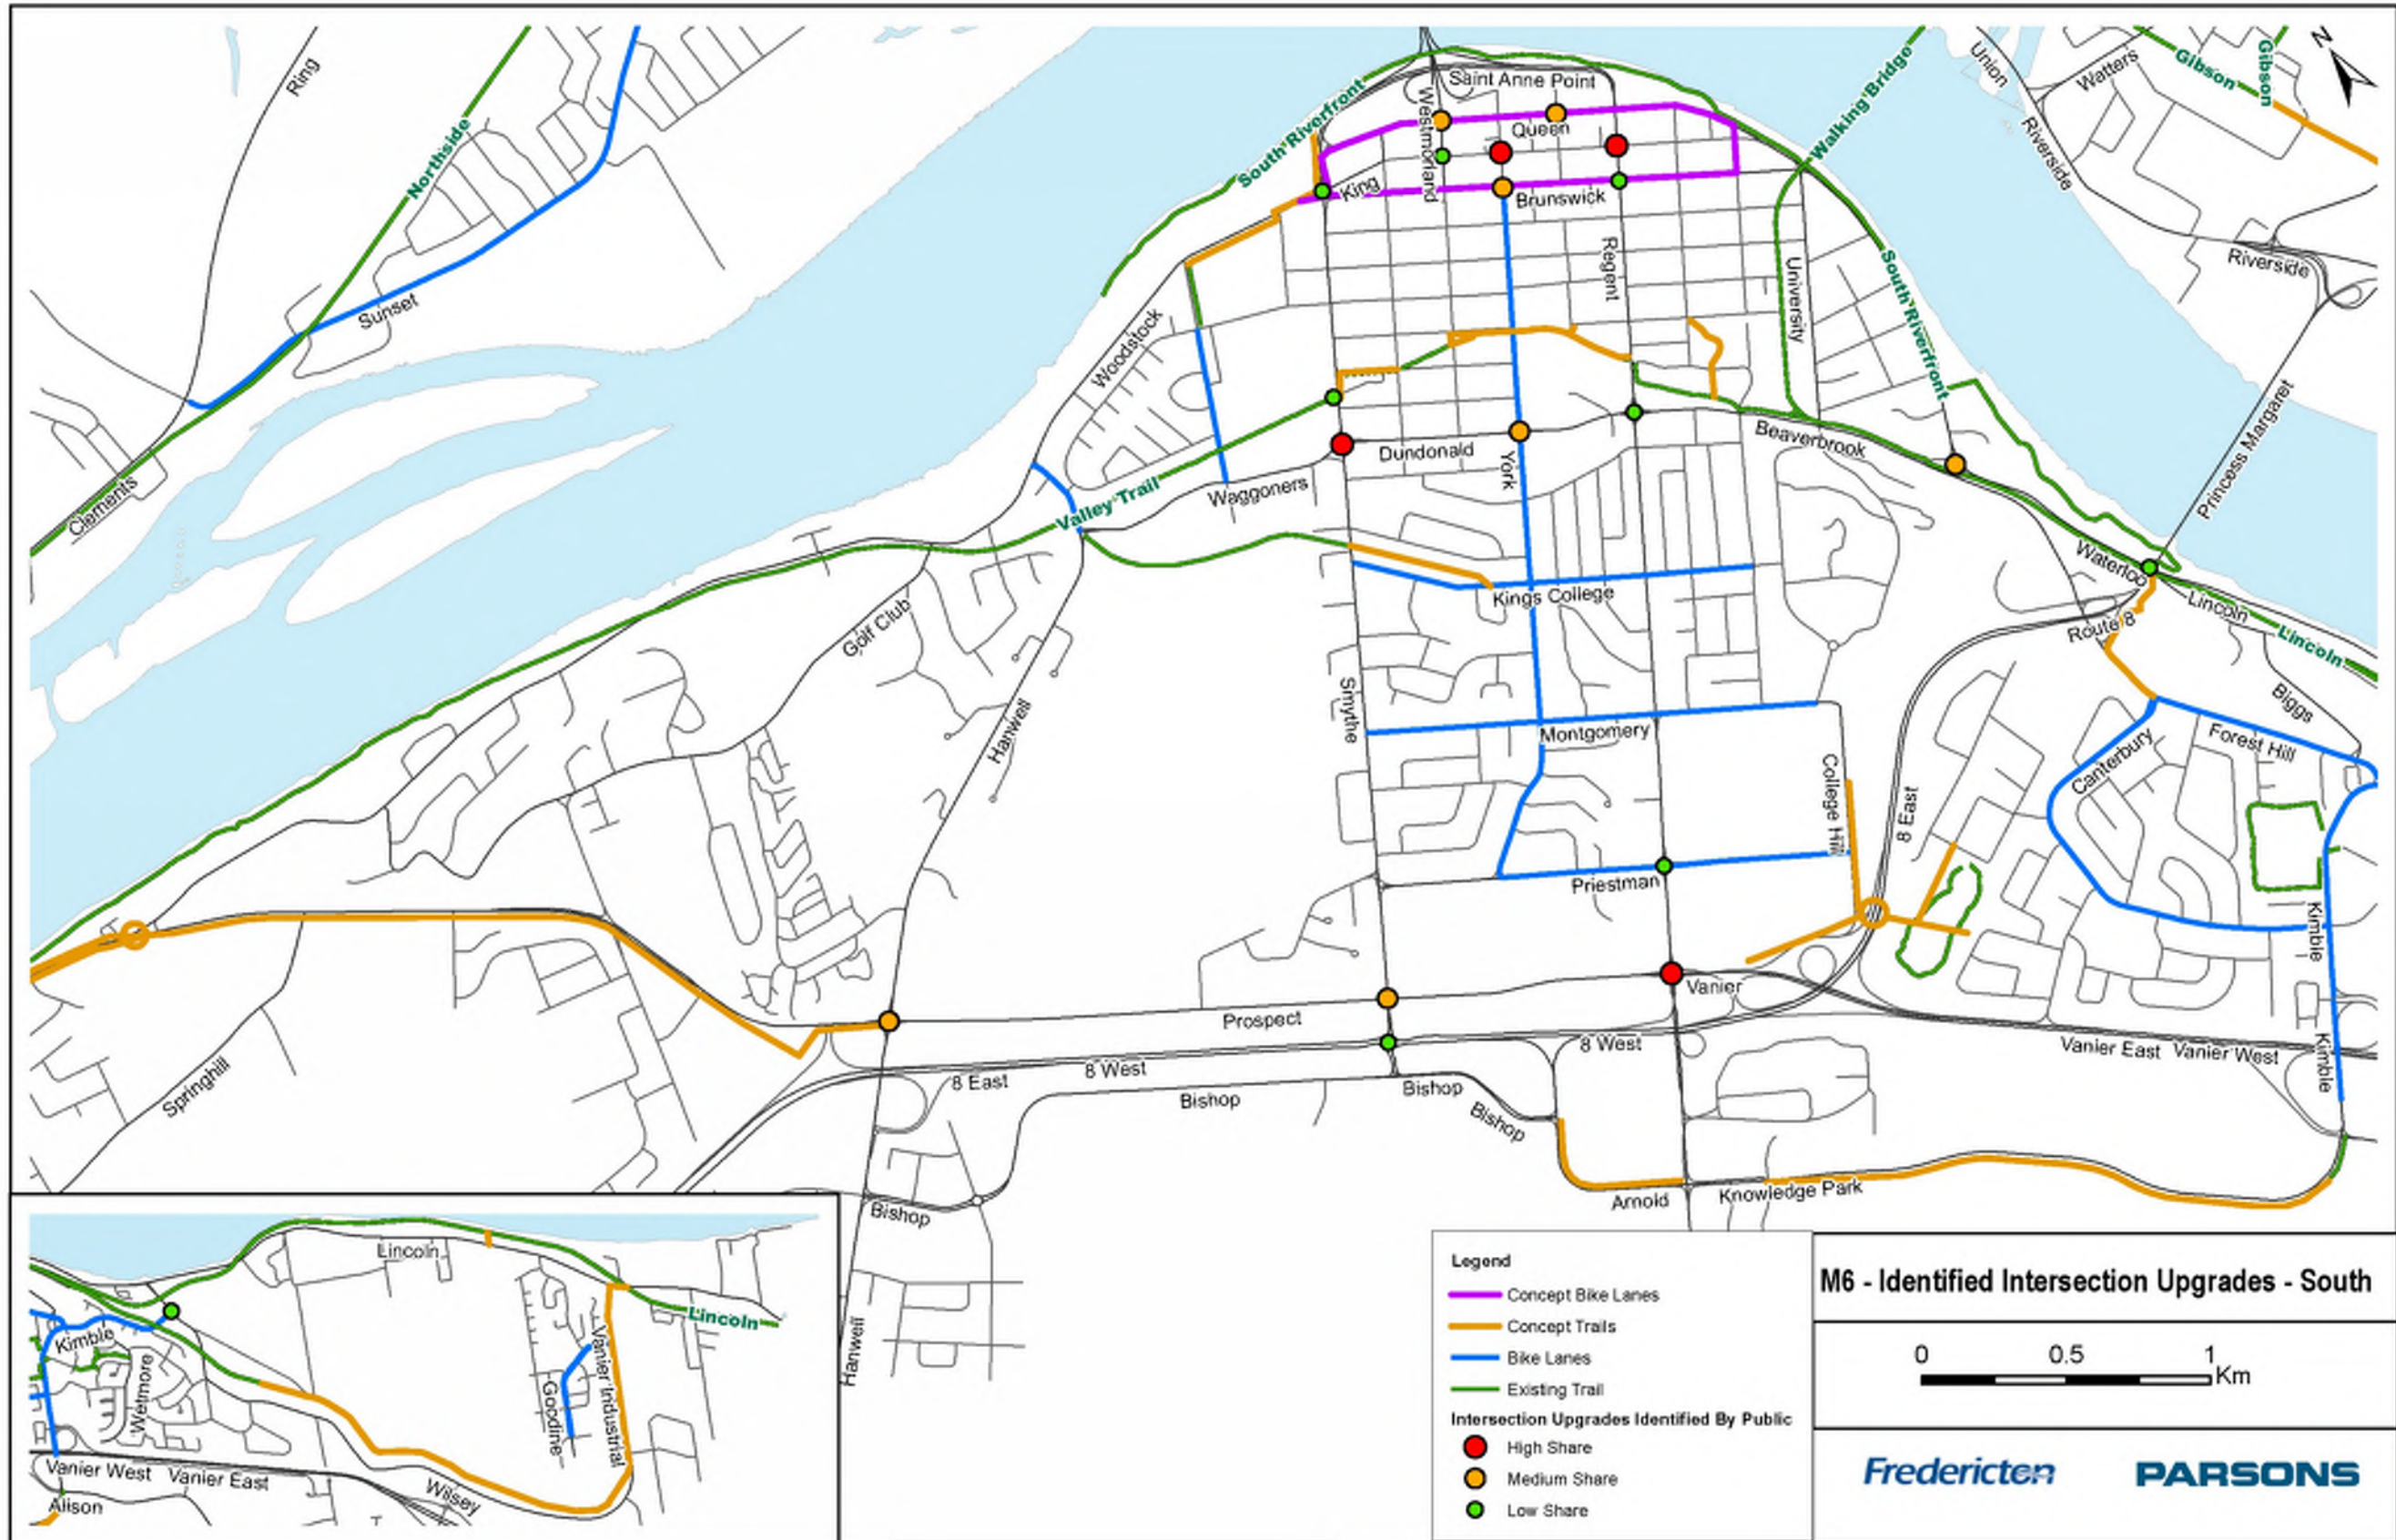 Ring
Northside
Sunset
Clements
South Riverfront
Saint Anne Point
Westmorland
Queen
King
Brunswick
Regent
University
Walking Bridge
South Riverfront
Union
Watters
Gibson
Gibson
N
Riverside
Riverside
Princess Margaret
Woodstock
Valley Trail
Waggoners
Dundonald
York
Beaverbrook
Kings College
Waterloo
Lincoln
Lincoln
Route 8
Biggs
Golf Club
Hanwell
Smythe
Montgomery
College Hill
8 East
Canterbury
Forest Hill
Priestman
Kimble
Kimble
Vanier
Prospect
8 West
8 West
8 East
Vanier East
Vanier West
Springhill
Bishop
Bishop
Bishop
Bishop
Arnold
Knowledge Park
Hanwell
Lincoln
Lincoln
Kimble
Wetmore
Goodine
Vanier Industrial
Vanier West
Vanier East
Wilsey
Alison
Legend
Concept Bike Lanes
Concept Trails
Bike Lanes
Existing Trail
Intersection Upgrades Identified By Public
High Share
Medium Share
Low Share
M6 - Identified Intersection Upgrades - South
0 0.5 1
Km
Fredericton
PARSONS